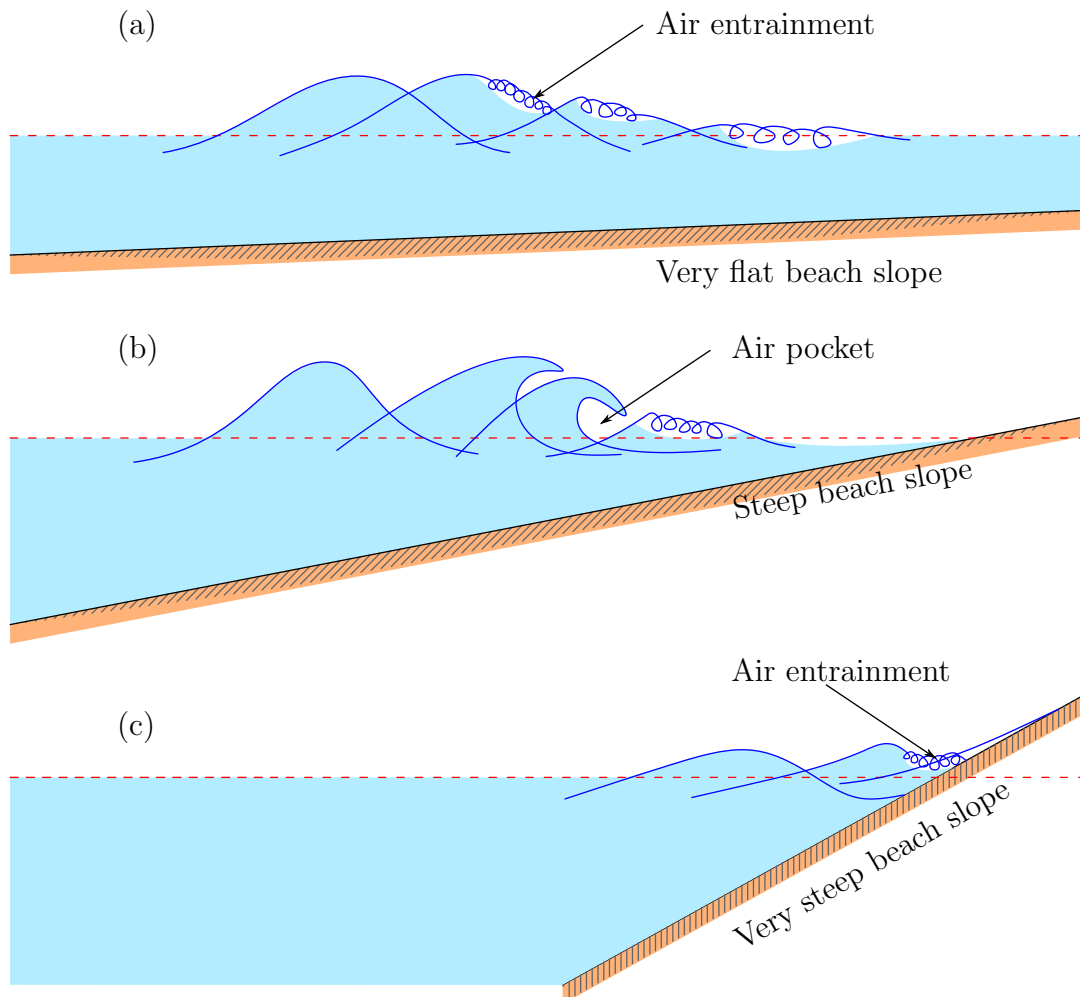 (a)
Air entrainment
Very flat beach slope
(b)
Air pocket
Steep beach slope
Air entrainment
(c)
Very steep beach slope